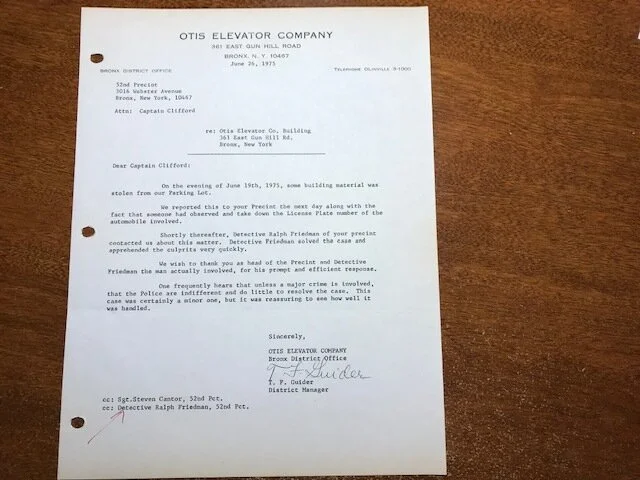 OTIS ELEVATOR COMPANY
361 EAST GUN HILL ROAD
BRONX, N. Y. 10467
June 26, 1975
BRONX DISTRICT OFFICE
TELEPHONE OLINVILLE 3-1000
52nd Precint
3016 Webster Avenue
Bronx, New York, 10467
Attn: Captain Clifford
re: Otis Elevator Co. Building
363 East Gun Hill Rd.
Bronx, New York
Dear Captain Clifford:
On the evening of June 19th, 1975, some building material was
stolen from our Parking Lot.
We reported this to your Precint the next day along with the
fact that someone had observed and take down the License Plate number of the
automobile involved.
Shortly thereafter, Detective Ralph Friedman of your precint
contacted us about this matter. Detective Friedman solved the case and
apprehended the culprits very quickly.
We wish to thank you as head of the Precint and Detective
Friedman the man actually involved, for his prompt and efficient response.
One frequently hears that unless a major crime is involved,
that the Police are indifferent and do little to resolve the case. This
case was certainly a minor one, but it was reassuring to see how well it
was handled.
Sincerely,
OTIS ELEVATOR COMPANY
Bronx District Office
T F Guider
T. F. Guider
District Manager
cc: Sgt.Steven Cantor, 52nd Pct.
cc: Detective Ralph Friedman, 52nd Pct.